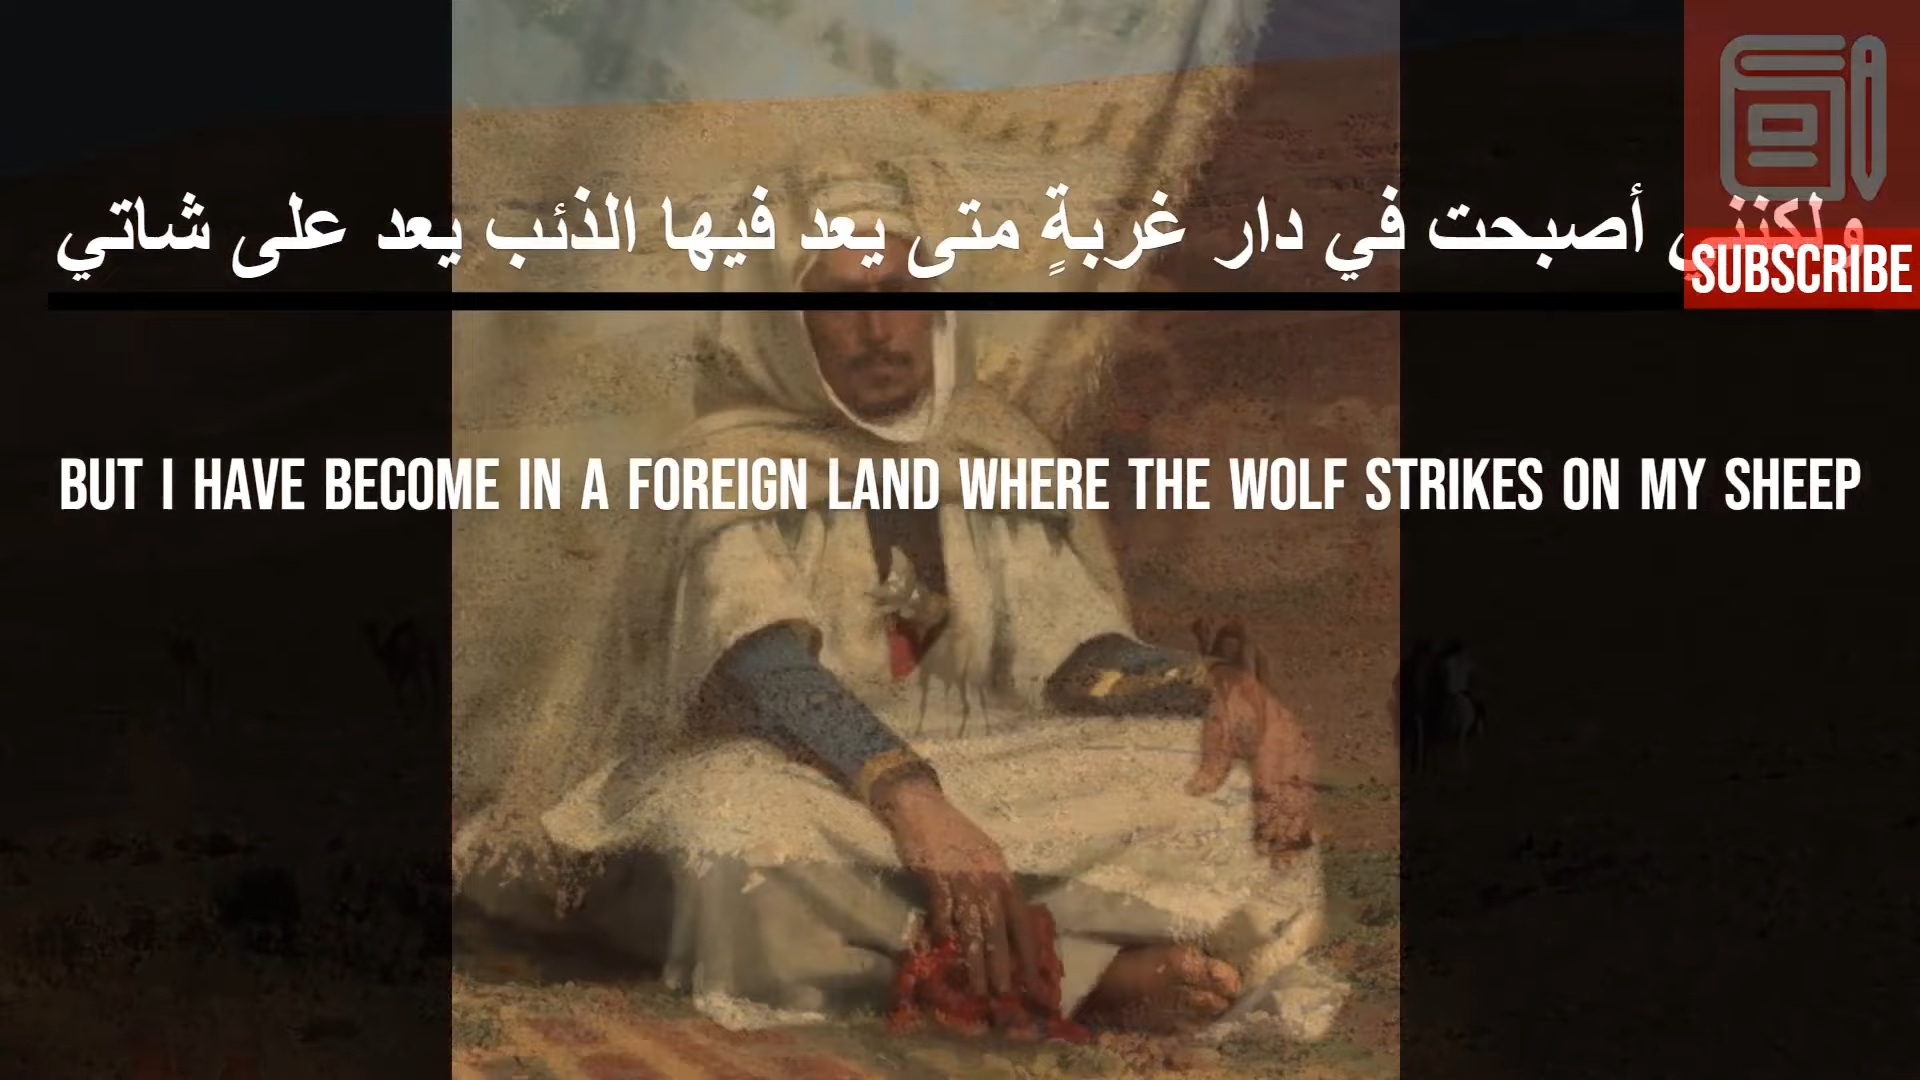 ولكنني أصبحت في دار غربةٍ متى يعد فيها الذئب يعد على شاتي
SUBSCRIBE
BUT I HAVE BECOME IN A FOREIGN LAND WHERE THE WOLF STRIKES ON MY SHEEP